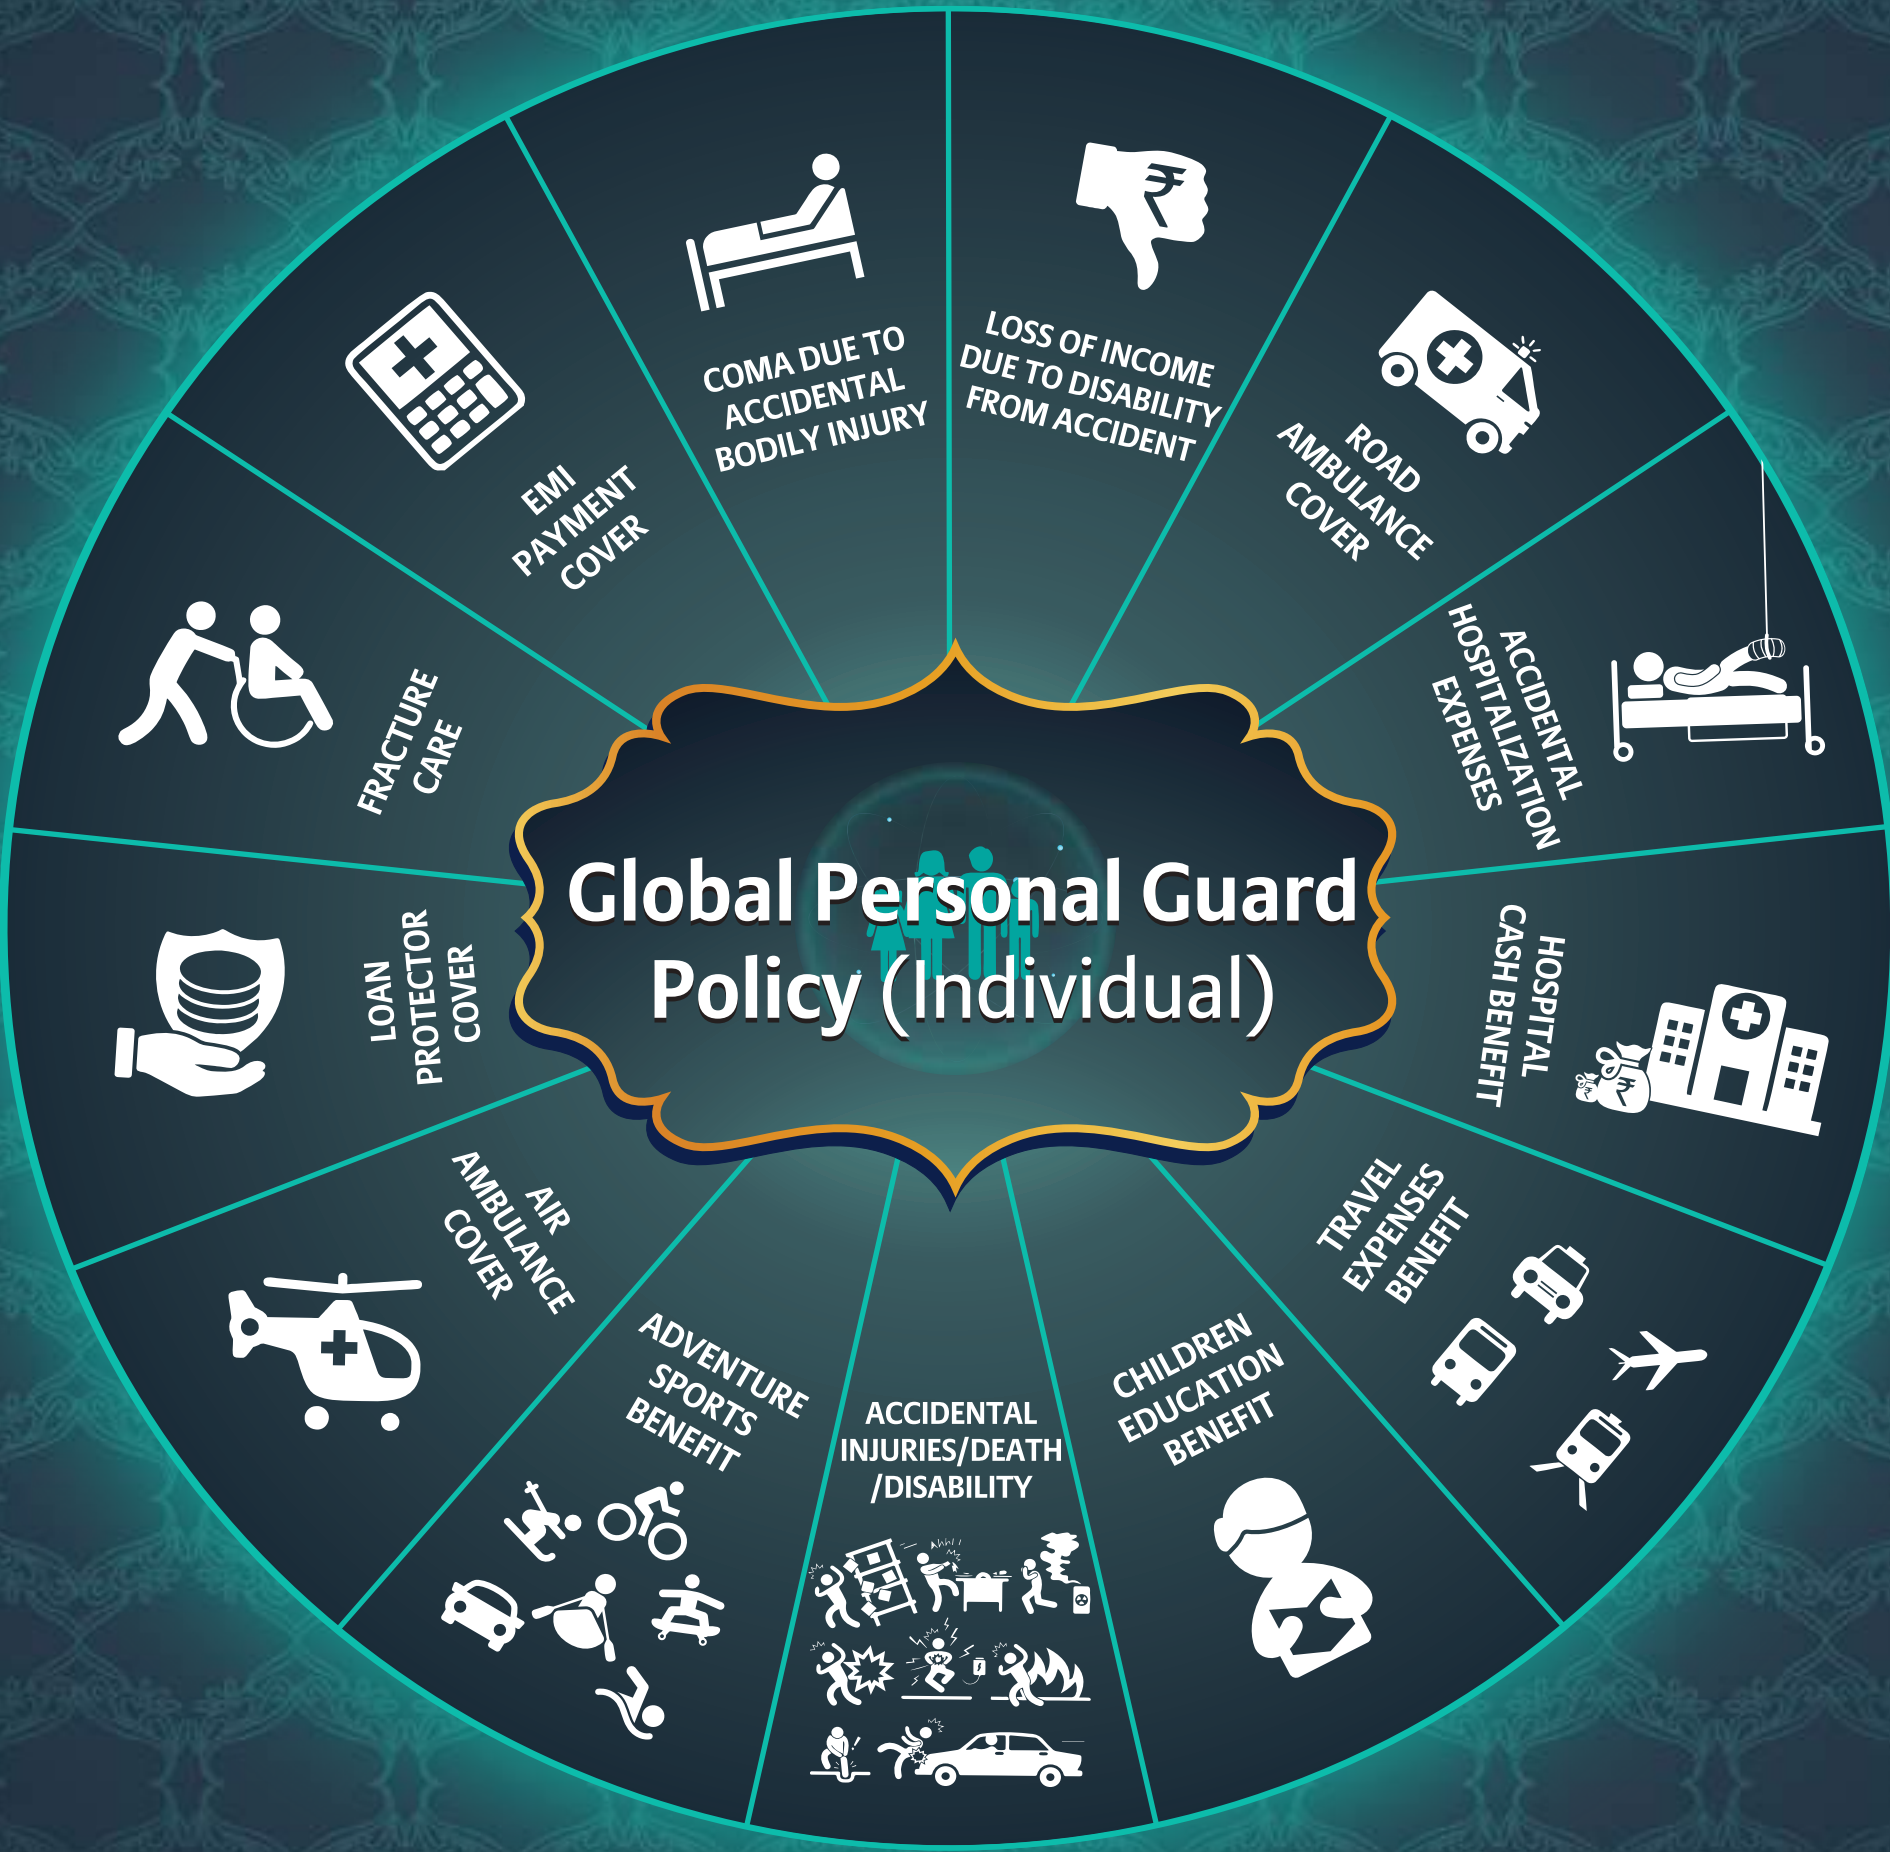 Global Personal Guard
Policy (Individual)
LOSS OF INCOME
DUE TO DISABILITY
FROM ACCIDENT
ROAD
AMBULANCE
COVER
ACCIDENTAL
HOSPITALIZATION
EXPENSES
HOSPITAL
CASH BENEFIT
TRAVEL
EXPENSES
BENEFIT
CHILDREN
EDUCATION
BENEFIT
ACCIDENTAL
INJURIES/DEATH
/DISABILITY
Ahh!!
ADVENTURE
SPORTS
BENEFIT
AIR
AMBULANCE
COVER
LOAN
PROTECTOR
COVER
FRACTURE
CARE
EMI
PAYMENT
COVER
COMA DUE TO
ACCIDENTAL
BODILY INJURY
₹
₹
₹